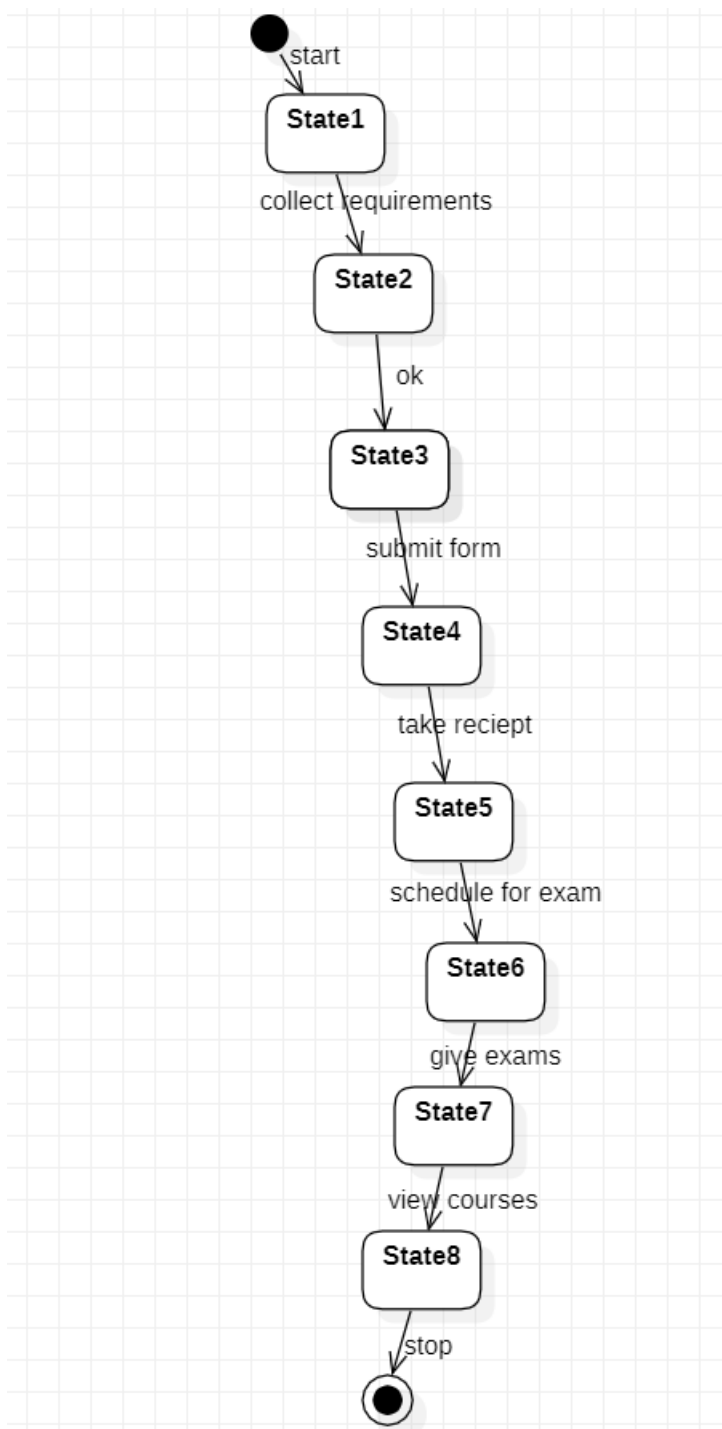 start
State1
collect requirements
State2
ok
State3
submit form
State4
take reciept
State5
schedule for exam
State6
give exams
State7
view courses
State8
stop